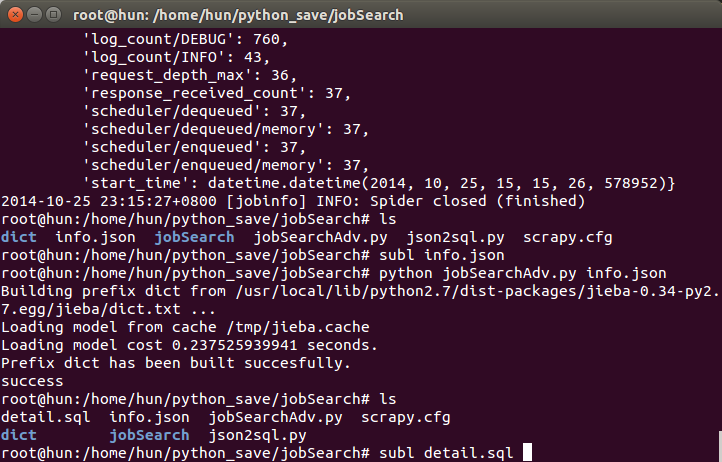 root@hun: /home/hun/python_save/jobSearch
'log_count/DEBUG': 760,
'log_count/INFO': 43,
'request_depth_max': 36,
'response_received_count': 37,
'scheduler/dequeued': 37,
'scheduler/dequeued/memory': 37,
'scheduler/enqueued': 37,
'scheduler/enqueued/memory': 37,
'start_time': datetime.datetime(2014, 10, 25, 15, 15, 26, 578952)}
2014-10-25 23:15:27+0800 [jobinfo] INFO: Spider closed (finished)
root@hun:/home/hun/python_save/jobSearch# ls
dict  info.json  jobSearch  jobSearchAdv.py  json2sql.py  scrapy.cfg
root@hun:/home/hun/python_save/jobSearch# subl info.json
root@hun:/home/hun/python_save/jobSearch# python jobSearchAdv.py info.json
Building prefix dict from /usr/local/lib/python2.7/dist-packages/jieba-0.34-py2.
7.egg/jieba/dict.txt ...
Loading model from cache /tmp/jieba.cache
Loading model cost 0.237525939941 seconds.
Prefix dict has been built succesfully.
success
root@hun:/home/hun/python_save/jobSearch# ls
detail.sql  info.json  jobSearchAdv.py  scrapy.cfg
dict        jobSearch  json2sql.py
root@hun:/home/hun/python_save/jobSearch# subl detail.sql